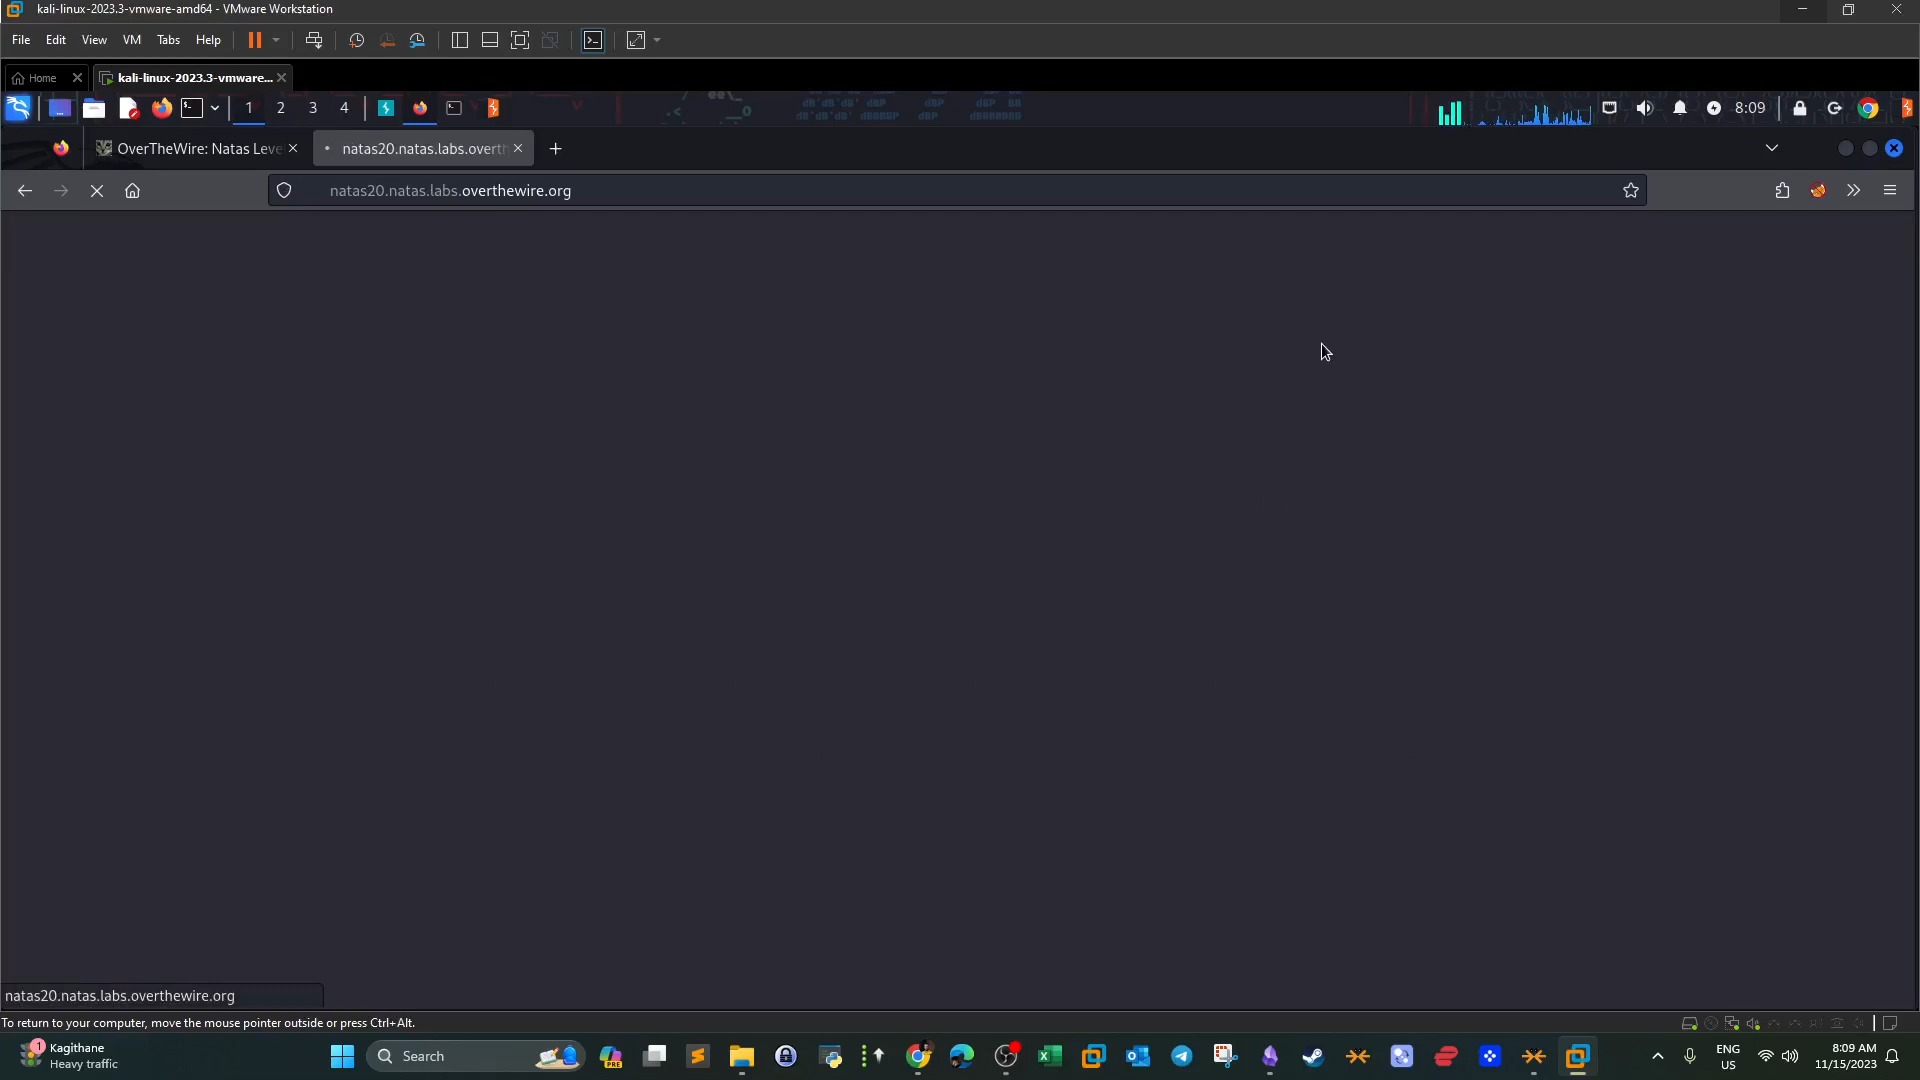 kali-linux-2023.3-vmware-amd64 - VMware Workstation
File Edit View VM Tabs Help
Home kali-linux-2023.3-vmware...
1 2 3 4 8:09
OverTheWire: Natas Leve natas20.natas.labs.overth
natas20.natas.labs.overthewire.org
natas20.natas.labs.overthewire.org
To return to your computer, move the mouse pointer outside or press Ctrl+Alt.
1 Kagithane
Heavy traffic
Search
PRE
ENG
US
8:09 AM
11/15/2023